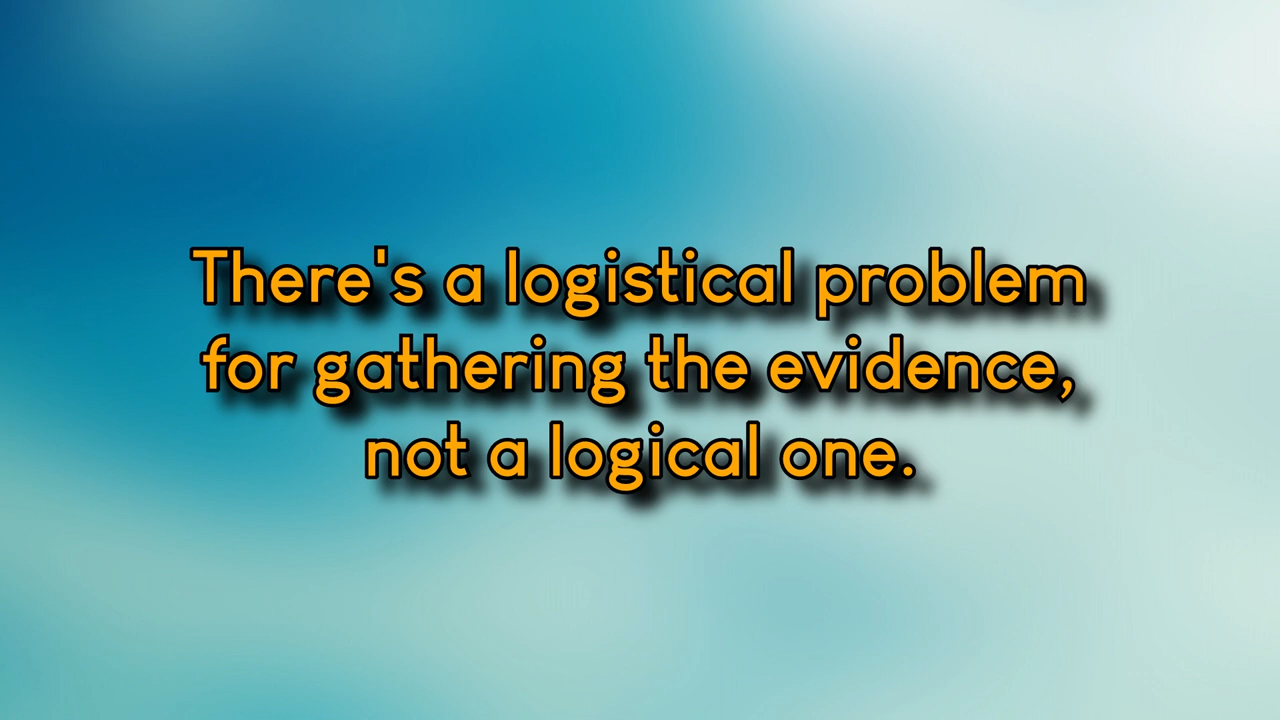 There's a logistical problem
for gathering the evidence,
not a logical one.